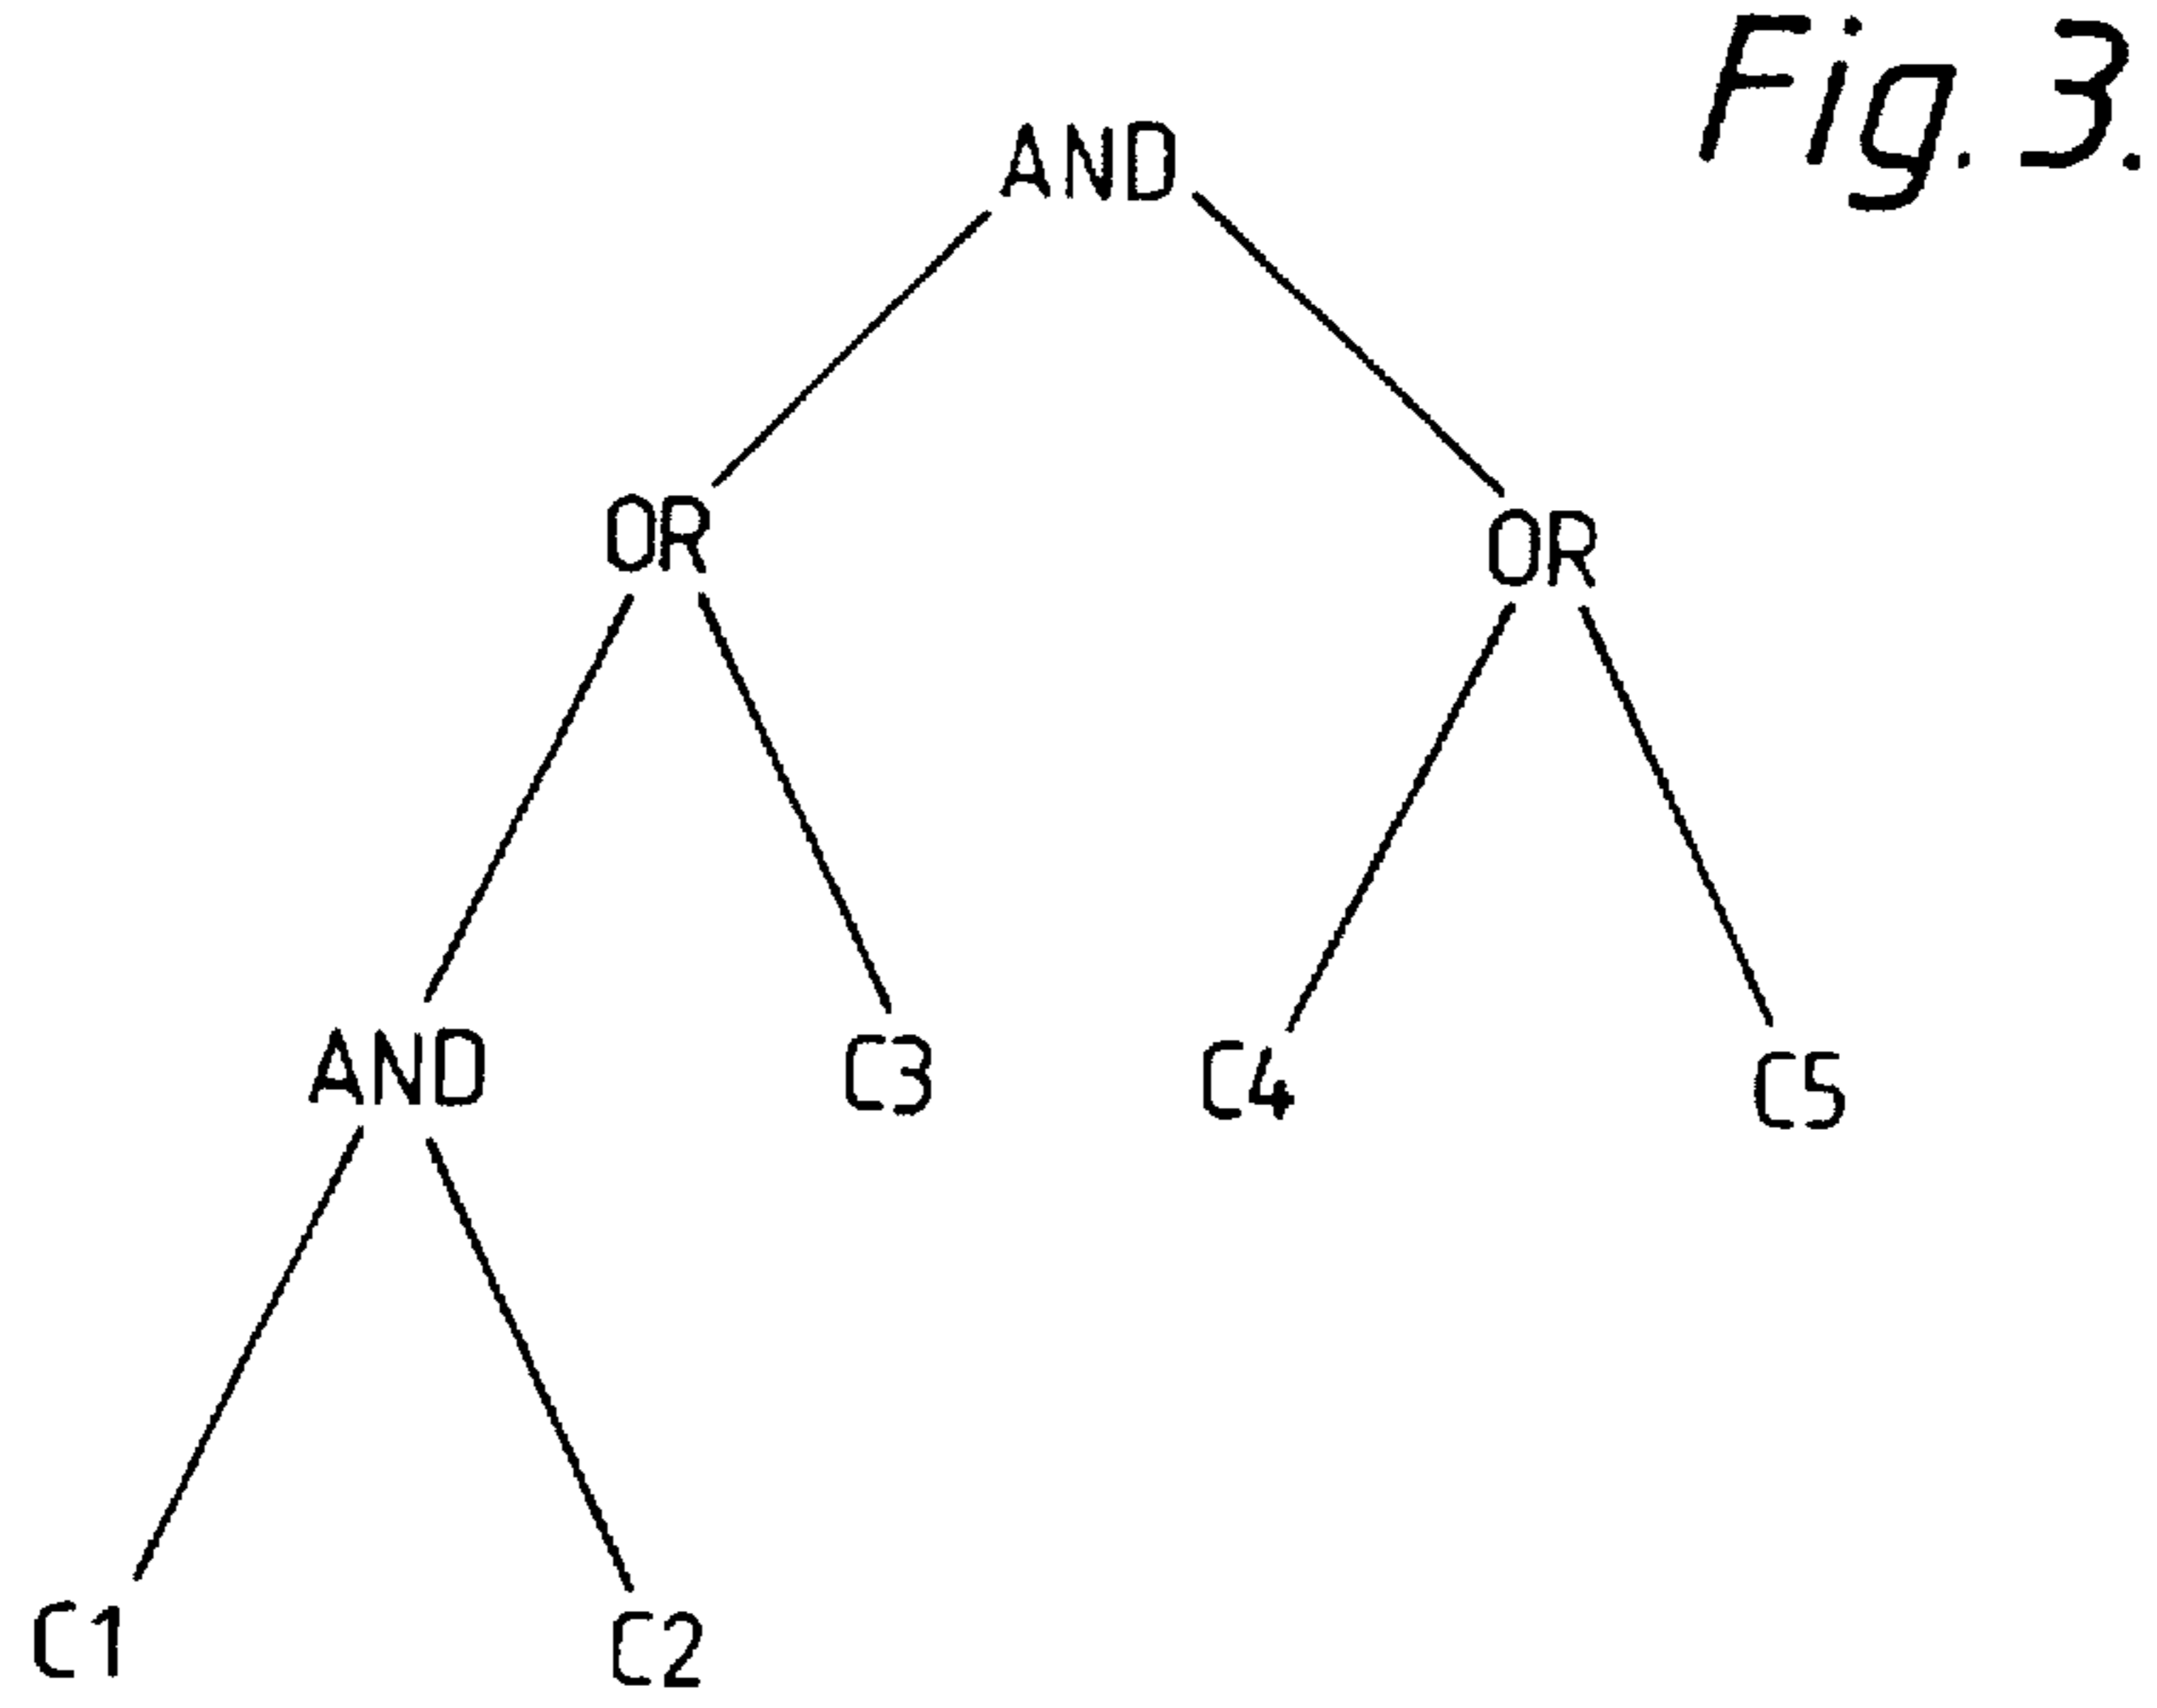 Fig. 3.
AND
OR
OR
AND
C3
C4
C5
C1
C2